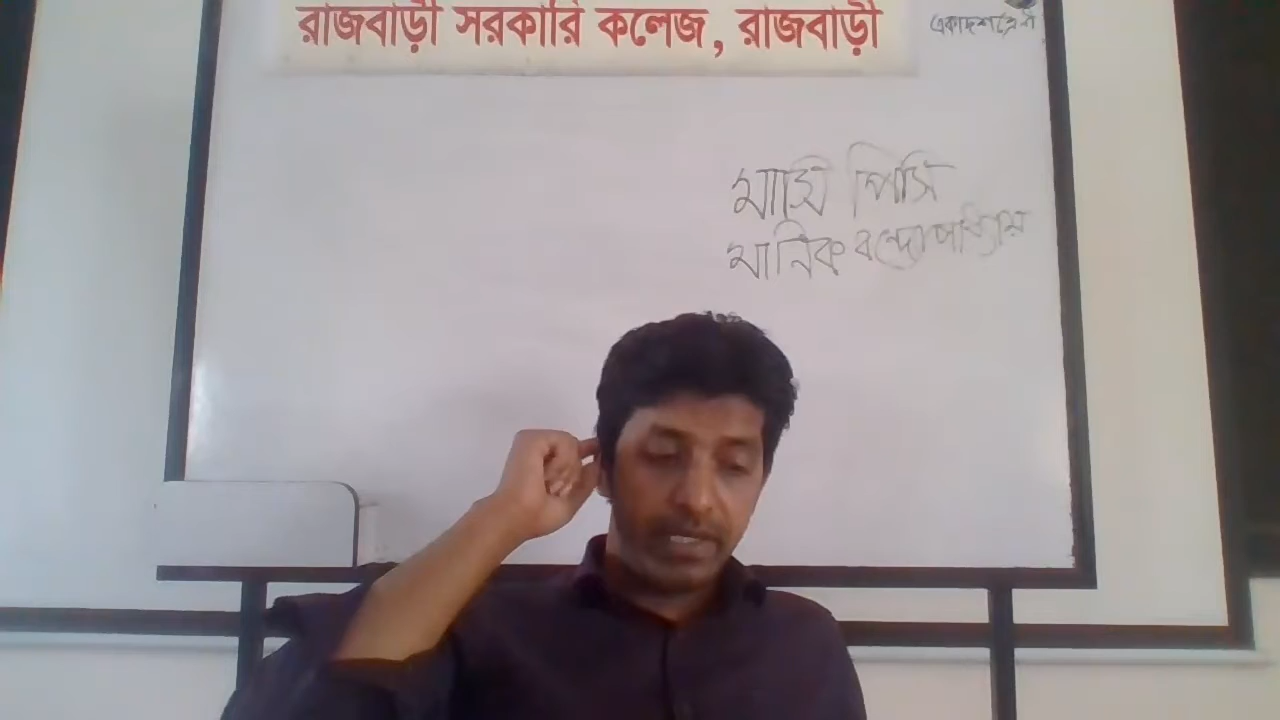 রাজবাড়ী সরকারি কলেজ, রাজবাড়ী
একাদশ শ্রেণী
মাসি পিসি
মানিক বন্দ্যোপাধ্যায়